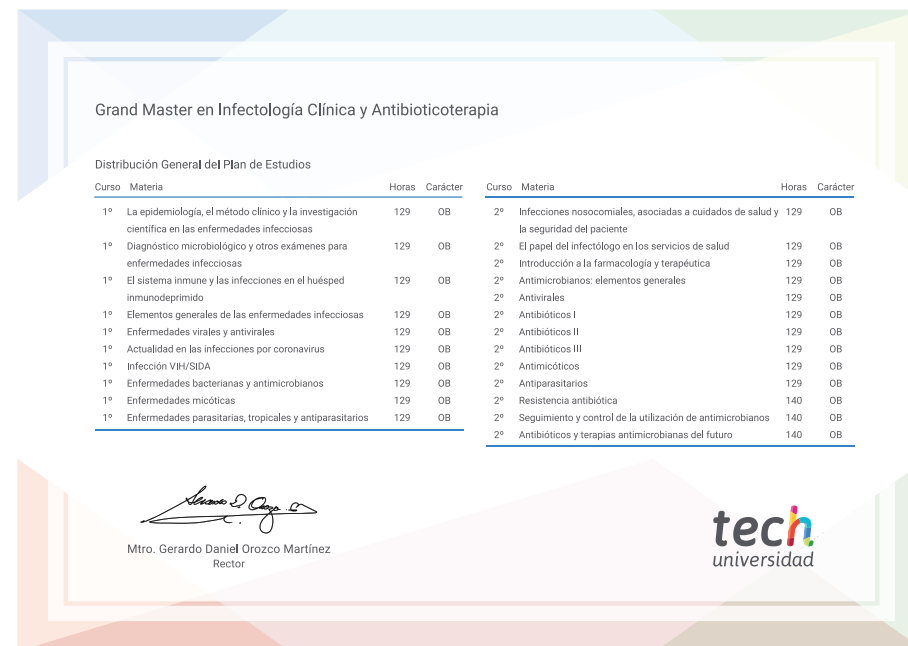 Grand Master en Infectología Clínica y Antibioticoterapia
Distribución General del Plan de Estudios
Curso Materia Horas Carácter
1º La epidemiología, el método clínico y la investigación 129 OB
científica en las enfermedades infecciosas
1º Diagnóstico microbiológico y otros exámenes para 129 OB
enfermedades infecciosas
1º El sistema inmune y las infecciones en el huésped 129 OB
inmunodeprimido
1º Elementos generales de las enfermedades infecciosas 129 OB
1º Enfermedades virales y antivirales 129 OB
1º Actualidad en las infecciones por coronavirus 129 OB
1º Infección VIH/SIDA 129 OB
1º Enfermedades bacterianas y antimicrobianos 129 OB
1º Enfermedades micóticas 129 OB
1º Enfermedades parasitarias, tropicales y antiparasitarios 129 OB
Curso Materia Horas Carácter
2º Infecciones nosocomiales, asociadas a cuidados de salud y 129 OB
la seguridad del paciente
2º El papel del infectólogo en los servicios de salud 129 OB
2º Introducción a la farmacología y terapéutica 129 OB
2º Antimicrobianos: elementos generales 129 OB
2º Antivirales 129 OB
2º Antibióticos I 129 OB
2º Antibióticos II 129 OB
2º Antibióticos III 129 OB
2º Antimicóticos 129 OB
2º Antiparasitarios 129 OB
2º Resistencia antibiótica 140 OB
2º Seguimiento y control de la utilización de antimicrobianos 140 OB
2º Antibióticos y terapias antimicrobianas del futuro 140 OB
Mtro. Gerardo Daniel Orozco Martínez
Rector
tech
universidad